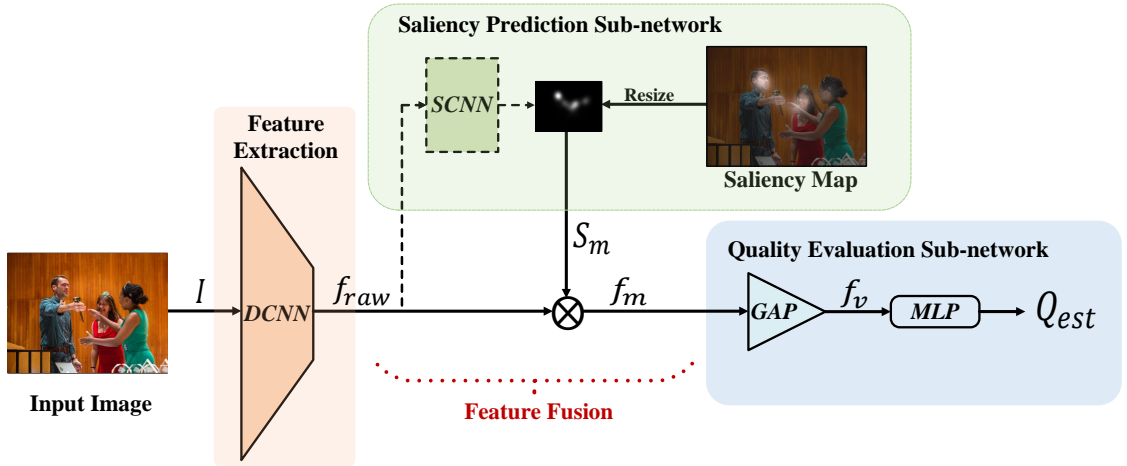 Saliency Prediction Sub-network
SCNN
Resize
Saliency Map
Feature
Extraction
DCNN
Input Image
I
f_raw
S_m
f_m
Feature Fusion
Quality Evaluation Sub-network
GAP
f_v
MLP
Q_est